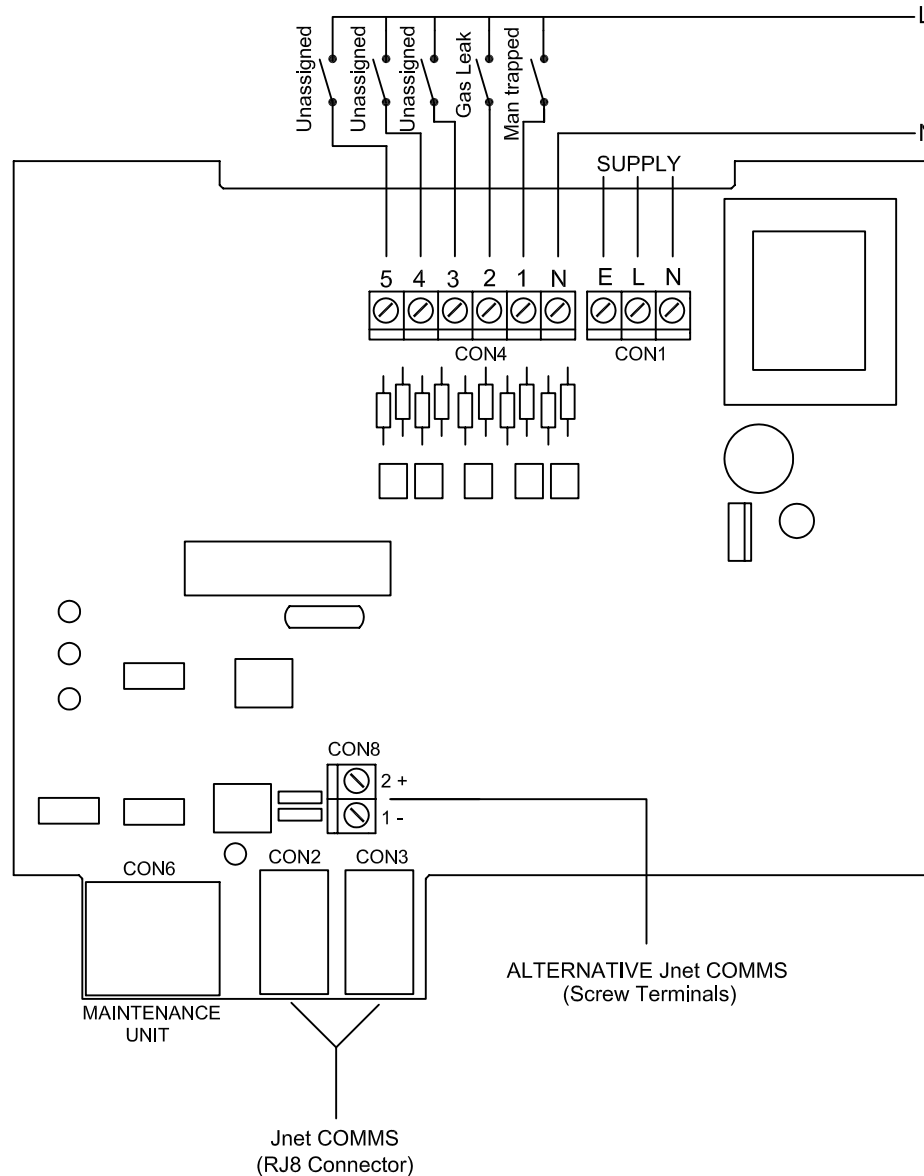 L
Unassigned
Unassigned
Unassigned
Gas Leak
Man trapped
N
SUPPLY
5 4 3 2 1 N E L N
CON4 CON1
CON8
2 +
1 -
CON6 CON2 CON3
MAINTENANCE
UNIT
ALTERNATIVE Jnet COMMS
(Screw Terminals)
Jnet COMMS
(RJ8 Connector)